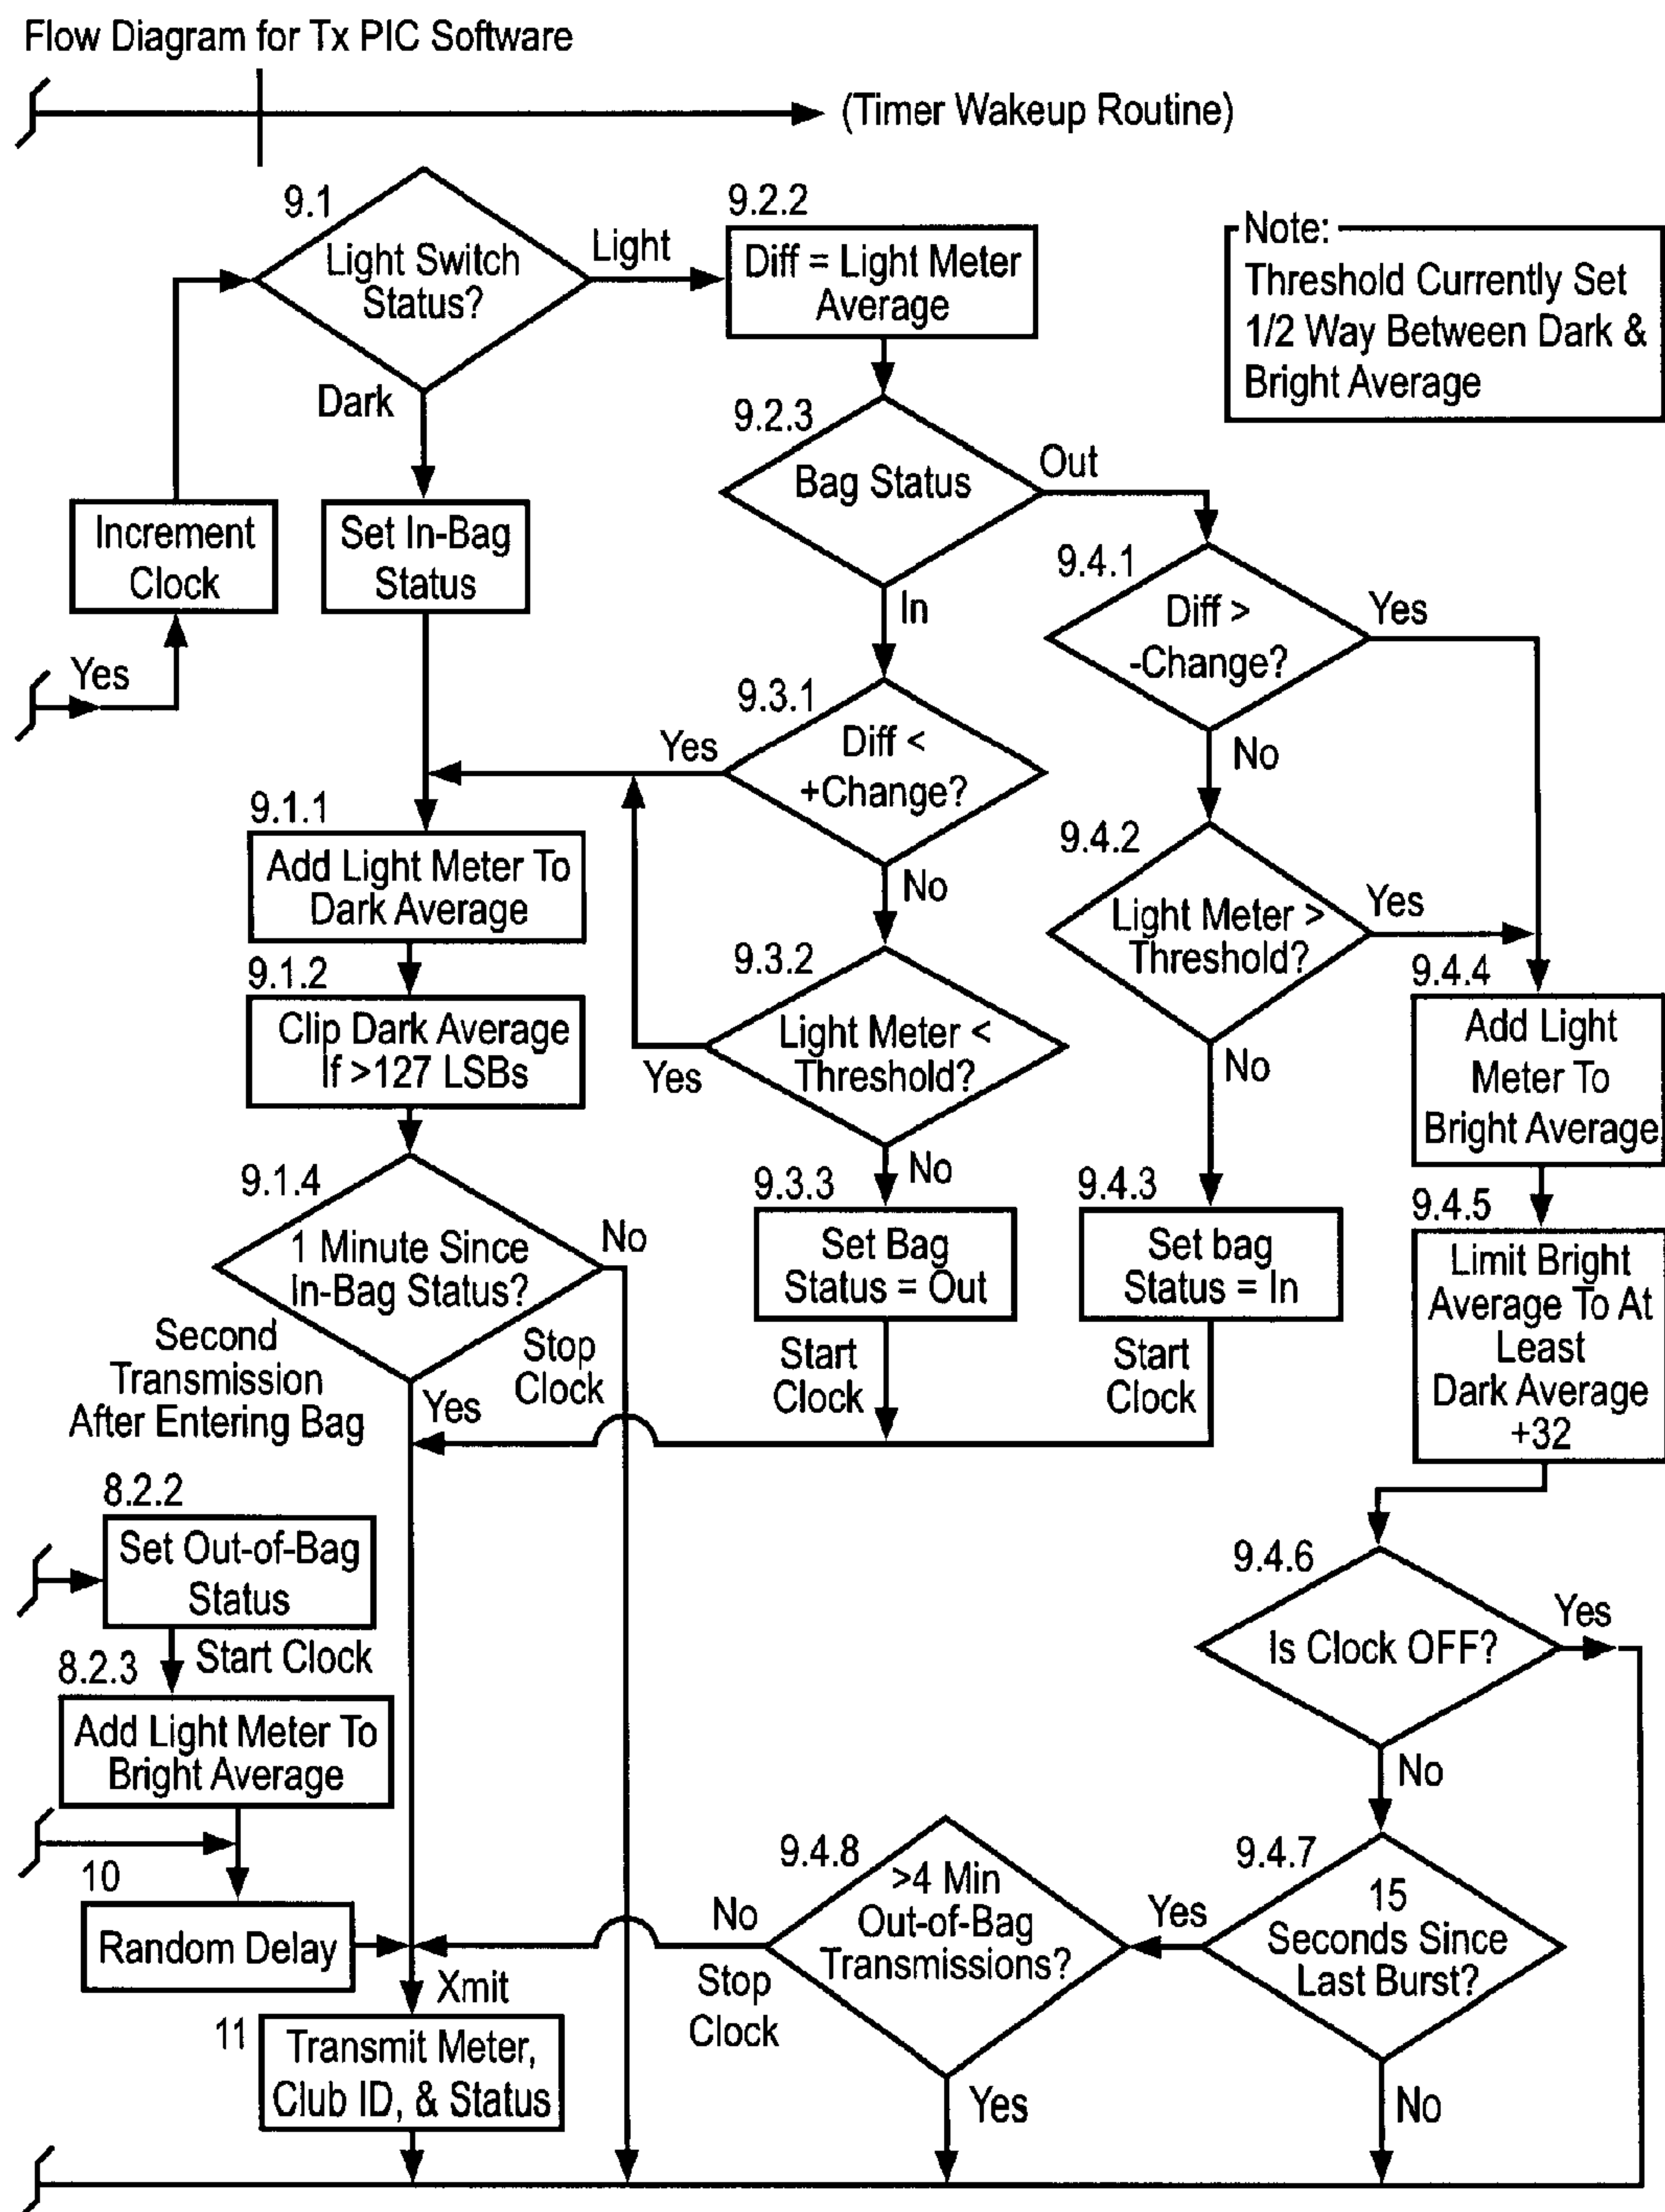 Flow Diagram for Tx PIC Software
(Timer Wakeup Routine)
9.1
Light Switch
Status?
Light
Dark
9.2.2
Diff = Light Meter
Average
Note:
Threshold Currently Set
1/2 Way Between Dark &
Bright Average
9.2.3
Bag Status
Out
In
Increment
Clock
Yes
Set In-Bag
Status
9.4.1
Diff >
-Change?
Yes
No
9.3.1
Diff <
+Change?
Yes
No
9.1.1
Add Light Meter To
Dark Average
9.4.2
Light Meter >
Threshold?
Yes
No
9.3.2
Light Meter <
Threshold?
Yes
No
9.1.2
Clip Dark Average
If >127 LSBs
9.4.4
Add Light
Meter To
Bright Average
9.1.4
1 Minute Since
In-Bag Status?
No
Stop
Clock
Yes
Second
Transmission
After Entering Bag
9.3.3
Set Bag
Status = Out
Start
Clock
9.4.3
Set bag
Status = In
Start
Clock
9.4.5
Limit Bright
Average To At
Least
Dark Average
+32
8.2.2
Set Out-of-Bag
Status
Start Clock
8.2.3
Add Light Meter To
Bright Average
9.4.6
Is Clock OFF?
Yes
No
9.4.7
15
Seconds Since
Last Burst?
Yes
No
9.4.8
>4 Min
Out-of-Bag
Transmissions?
No
Stop
Clock
Yes
10
Random Delay
Xmit
11
Transmit Meter,
Club ID, & Status